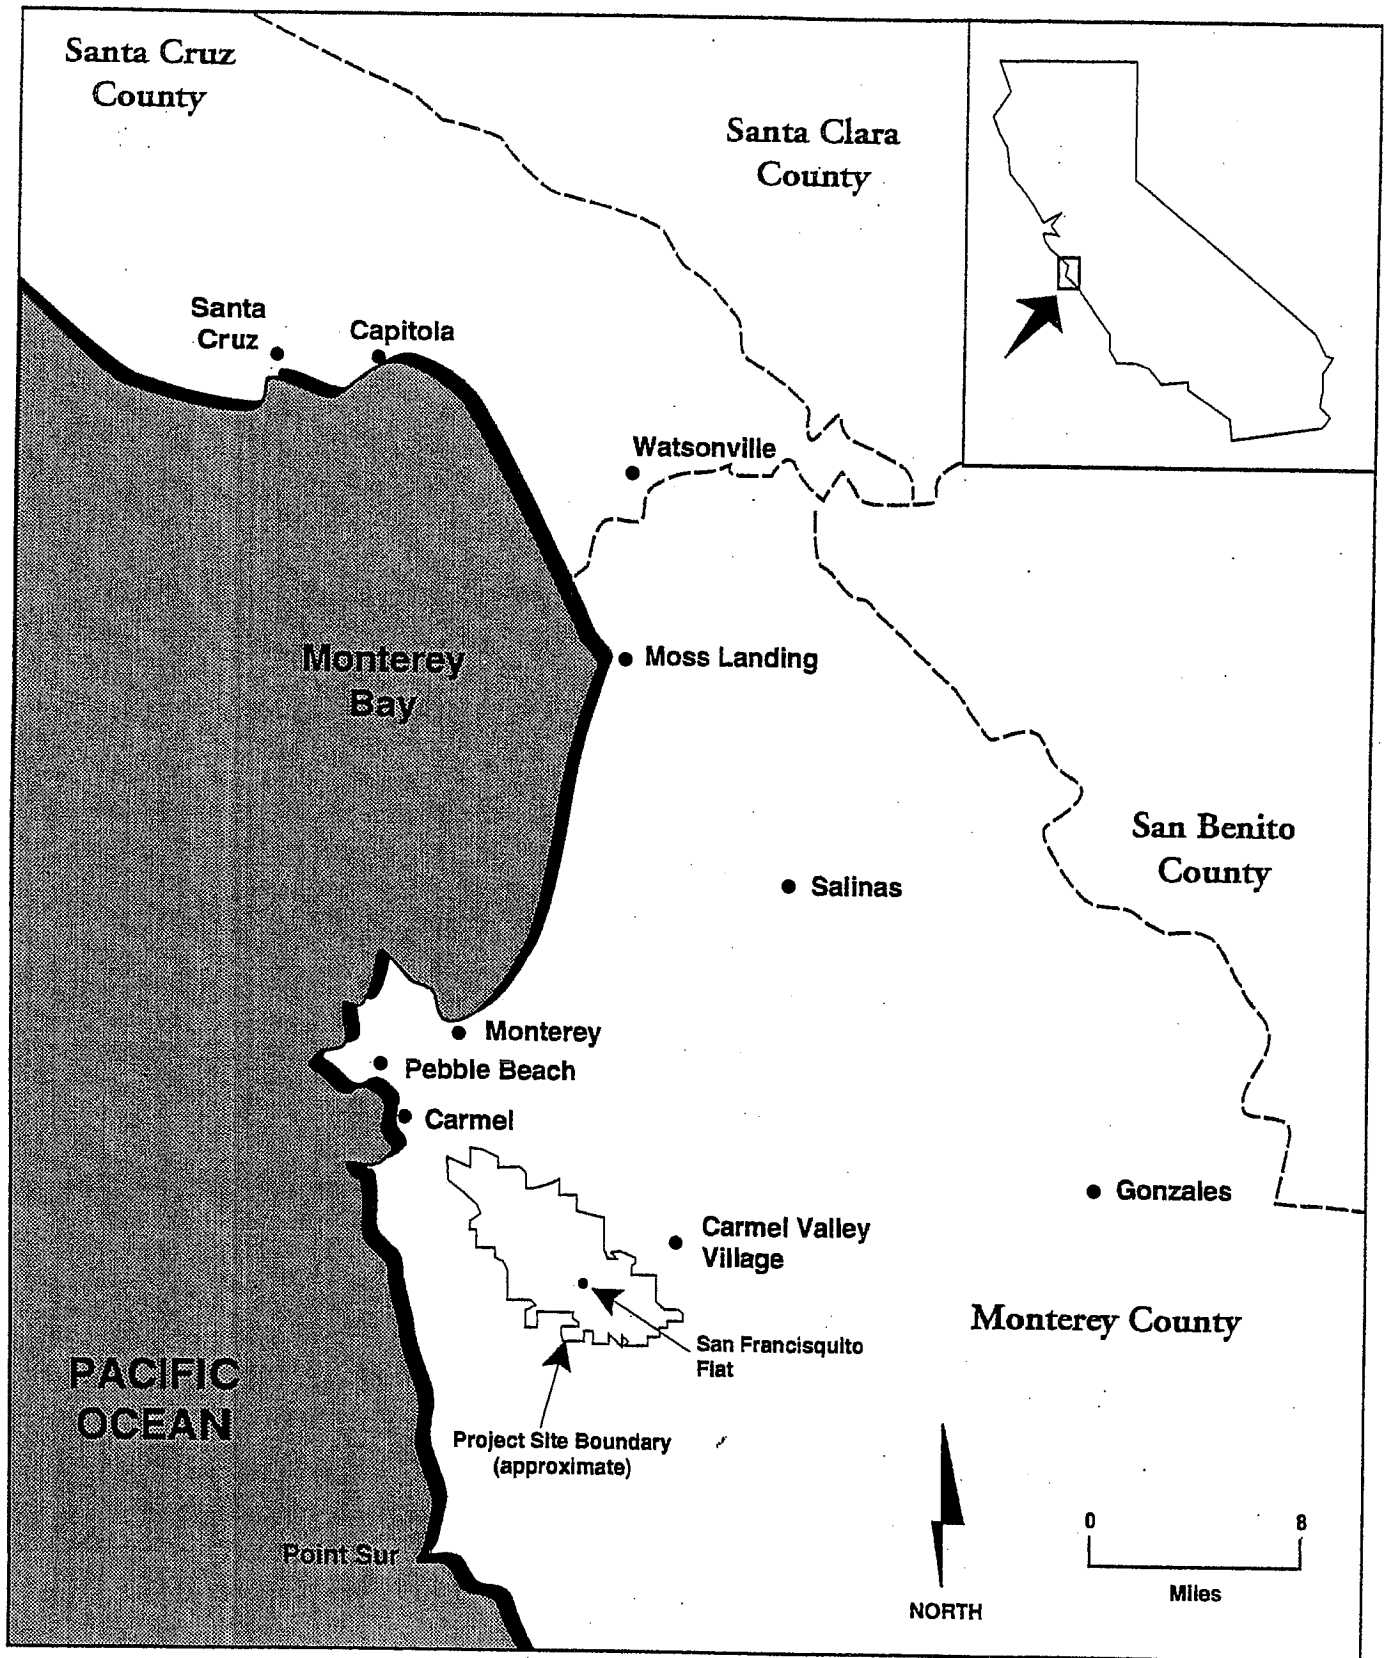 Santa Cruz
County
Santa Clara
County
Santa
Cruz
Capitola
Watsonville
Monterey
Bay
Moss Landing
San Benito
County
Salinas
Monterey
Pebble Beach
Carmel
Gonzales
Carmel Valley
Village
Monterey County
San Francisquito
Flat
PACIFIC
OCEAN
Project Site Boundary
(approximate)
Point Sur
0 8
Miles
NORTH